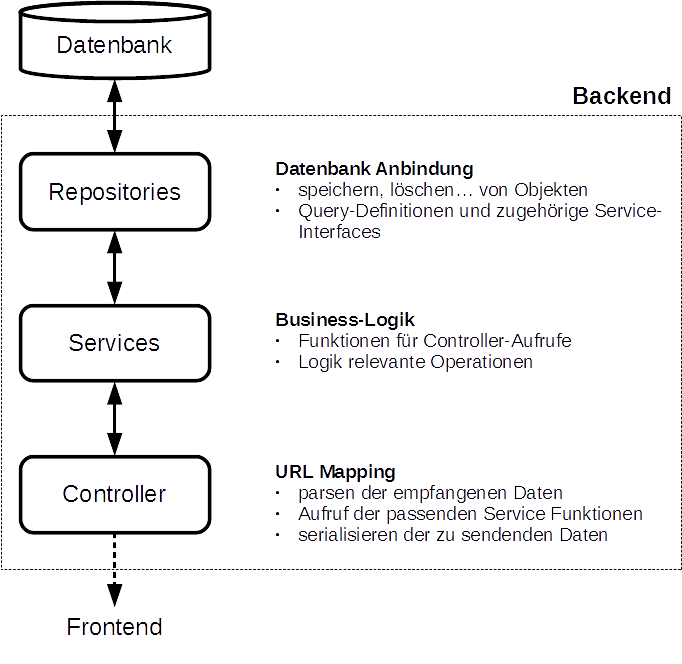 Datenbank
Backend
Repositories
Datenbank Anbindung
• speichern, löschen… von Objekten
• Query-Definitionen und zugehörige Service-
Interfaces
Services
Business-Logik
• Funktionen für Controller-Aufrufe
• Logik relevante Operationen
Controller
URL Mapping
• parsen der empfangenen Daten
• Aufruf der passenden Service Funktionen
• serialisieren der zu sendenden Daten
Frontend